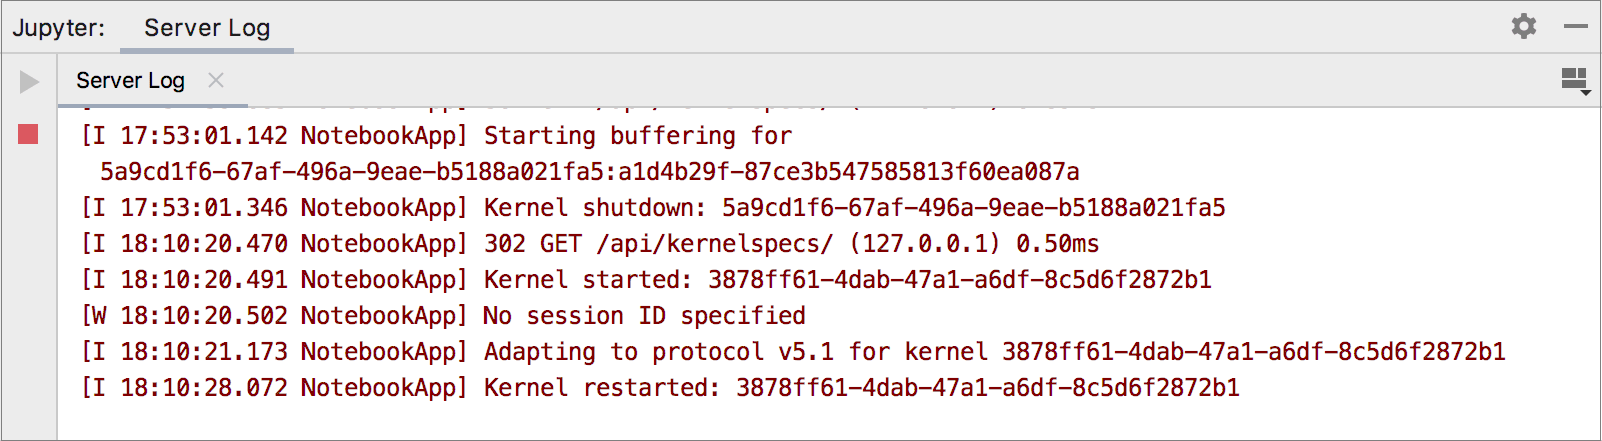 Jupyter: Server Log
Server Log
[I 17:53:01.142 NotebookApp] Starting buffering for
5a9cd1f6-67af-496a-9eae-b5188a021fa5:a1d4b29f-87ce3b547585813f60ea087a
[I 17:53:01.346 NotebookApp] Kernel shutdown: 5a9cd1f6-67af-496a-9eae-b5188a021fa5
[I 18:10:20.470 NotebookApp] 302 GET /api/kernelspecs/ (127.0.0.1) 0.50ms
[I 18:10:20.491 NotebookApp] Kernel started: 3878ff61-4dab-47a1-a6df-8c5d6f2872b1
[W 18:10:20.502 NotebookApp] No session ID specified
[I 18:10:21.173 NotebookApp] Adapting to protocol v5.1 for kernel 3878ff61-4dab-47a1-a6df-8c5d6f2872b1
[I 18:10:28.072 NotebookApp] Kernel restarted: 3878ff61-4dab-47a1-a6df-8c5d6f2872b1